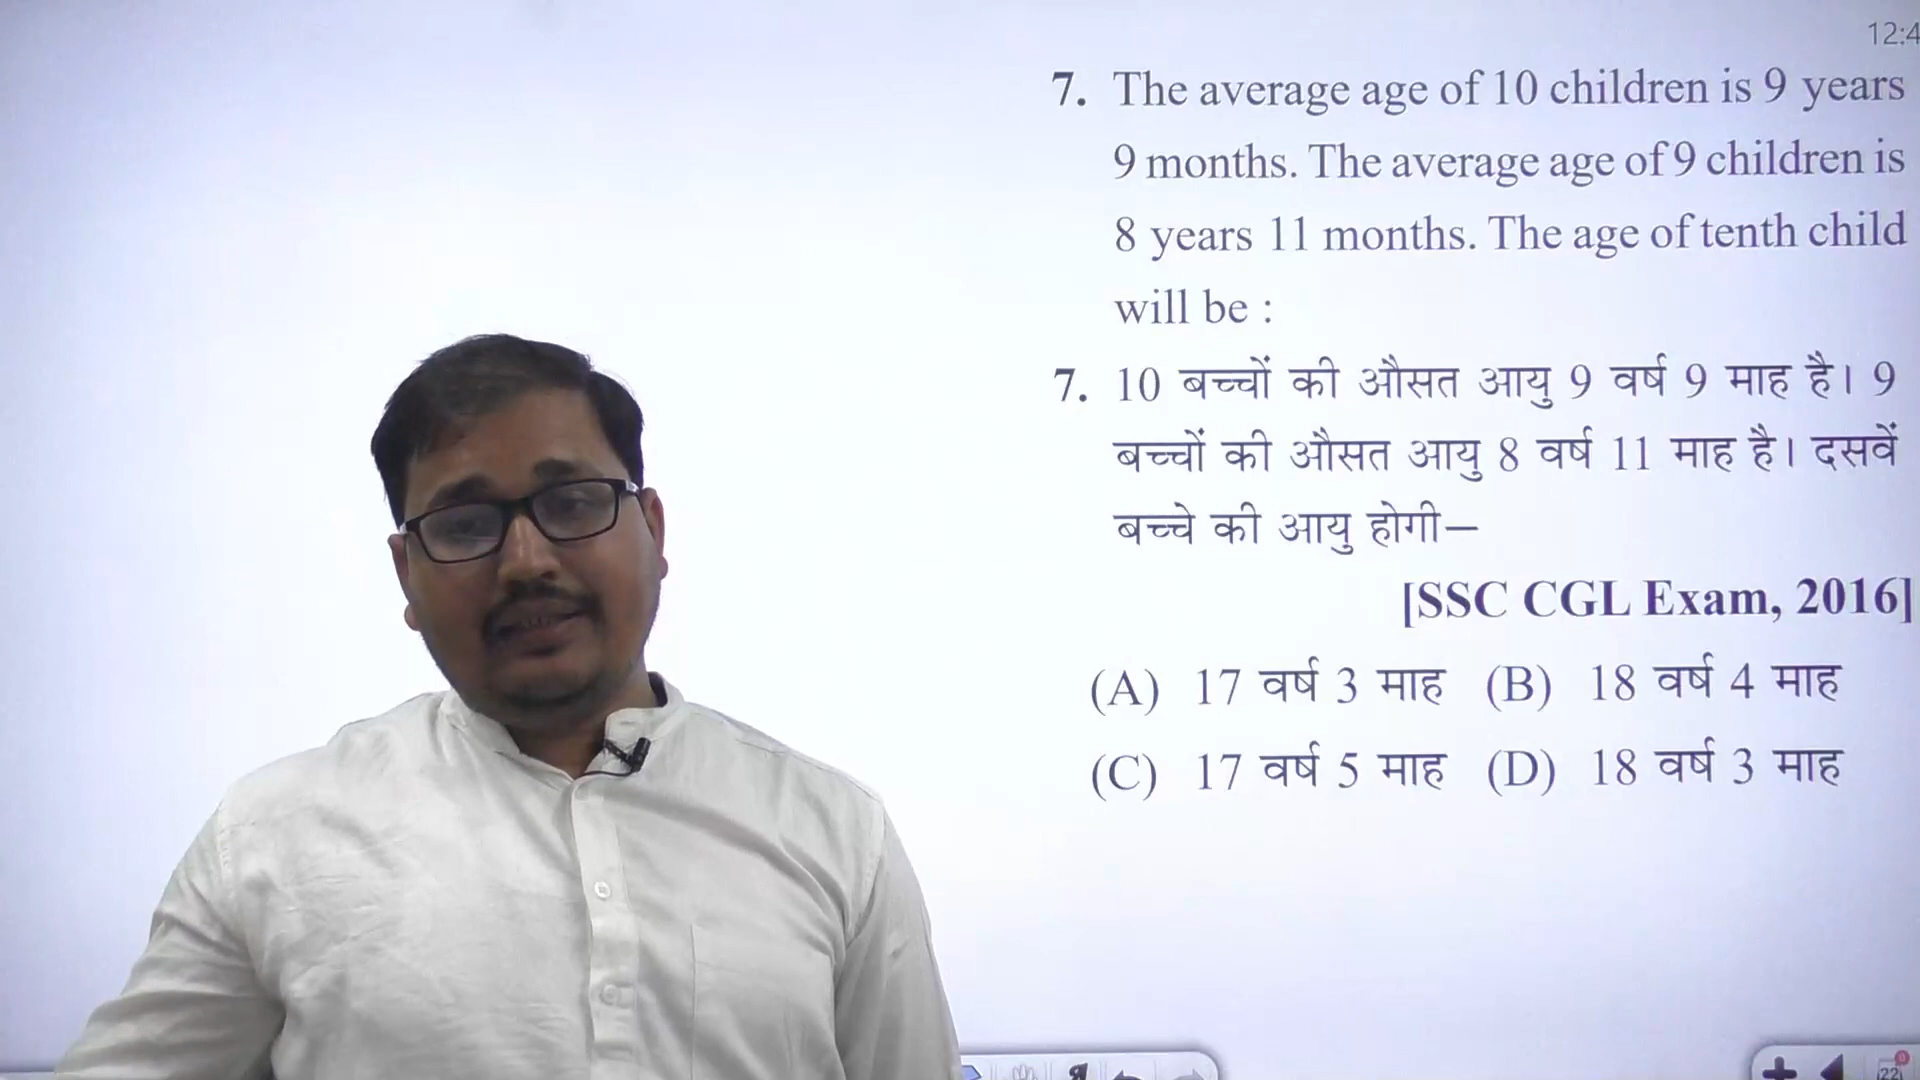 12:4
7. The average age of 10 children is 9 years
9 months. The average age of 9 children is
8 years 11 months. The age of tenth child
will be :
7. 10 बच्चों की औसत आयु 9 वर्ष 9 माह है। 9
बच्चों की औसत आयु 8 वर्ष 11 माह है। दसवें
बच्चे की आयु होगी–
[SSC CGL Exam, 2016]
(A) 17 वर्ष 3 माह (B) 18 वर्ष 4 माह
(C) 17 वर्ष 5 माह (D) 18 वर्ष 3 माह